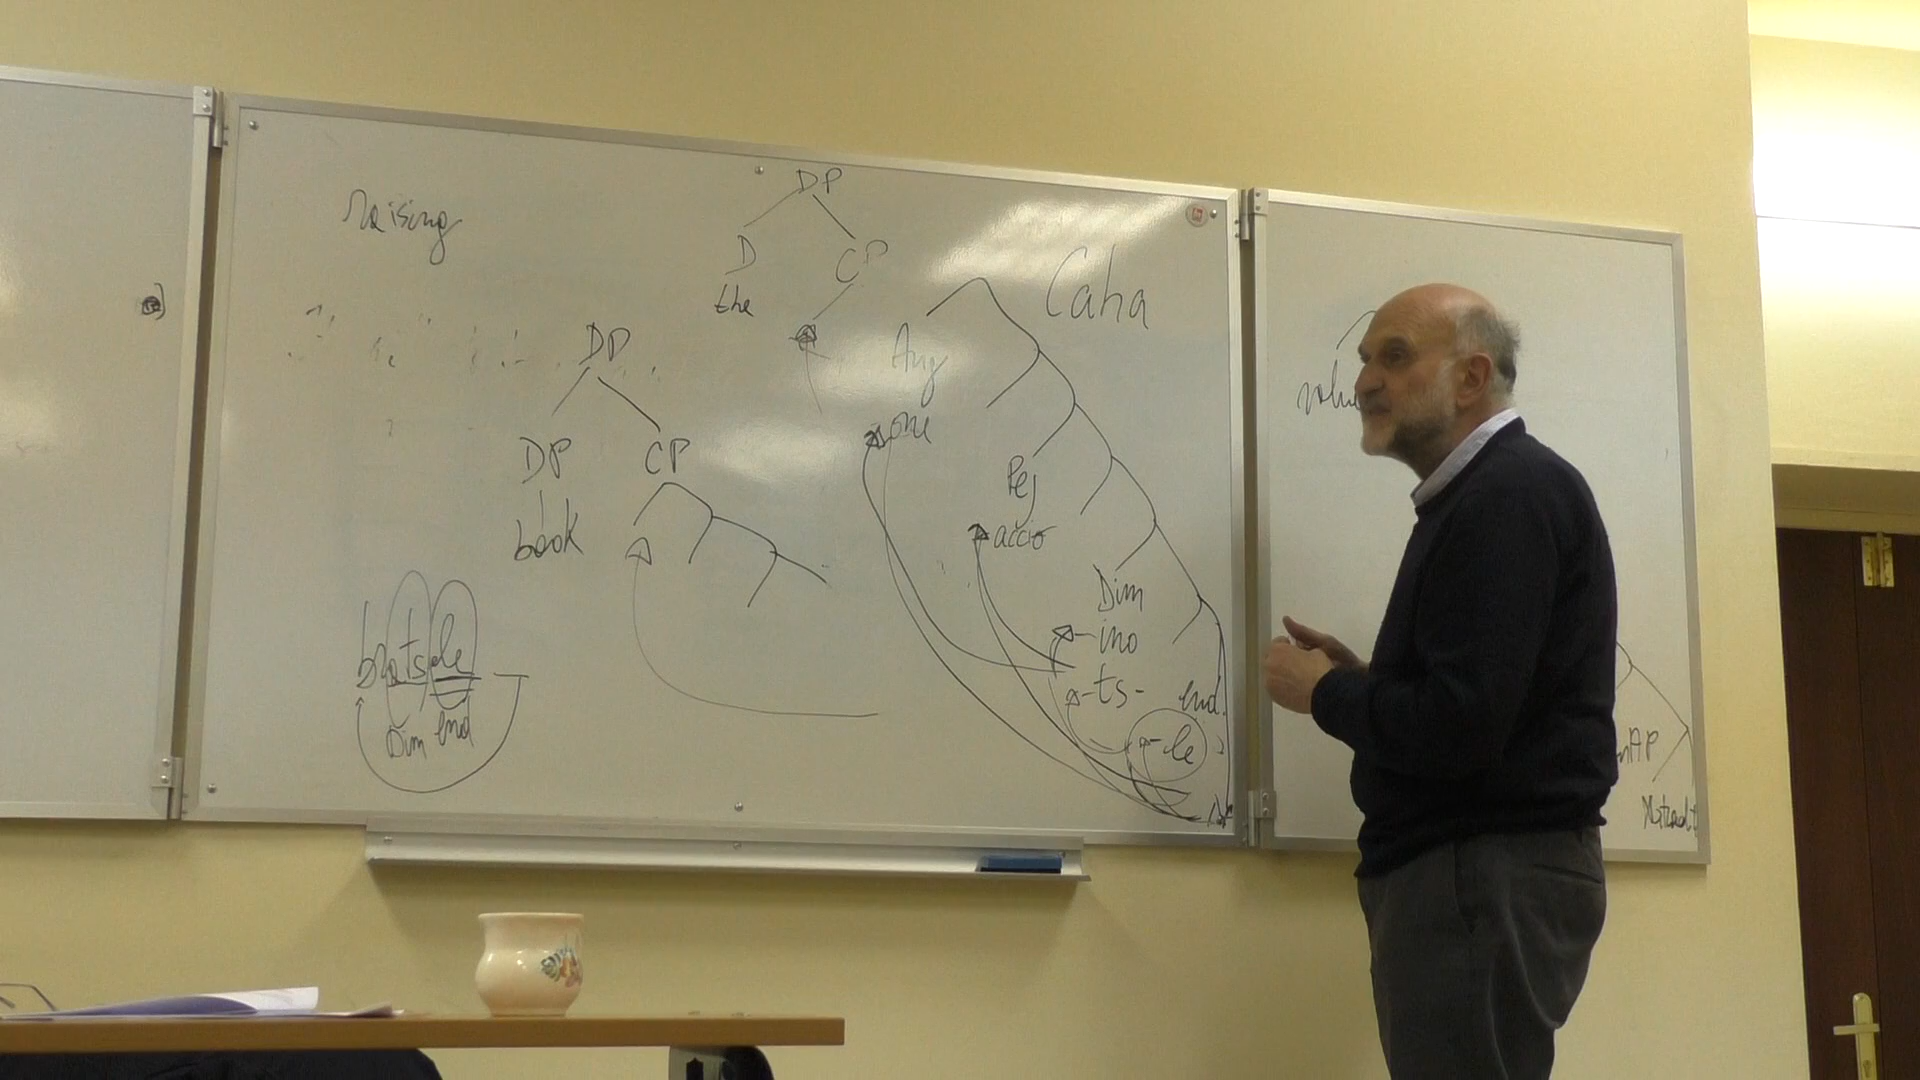 Raising
DP
D
CP
the
Caha
DP
Aug
one
DP
CP
book
Pej
accio
Dim
ino
-ts-
end.
-le
bratsle
Dim end
AP